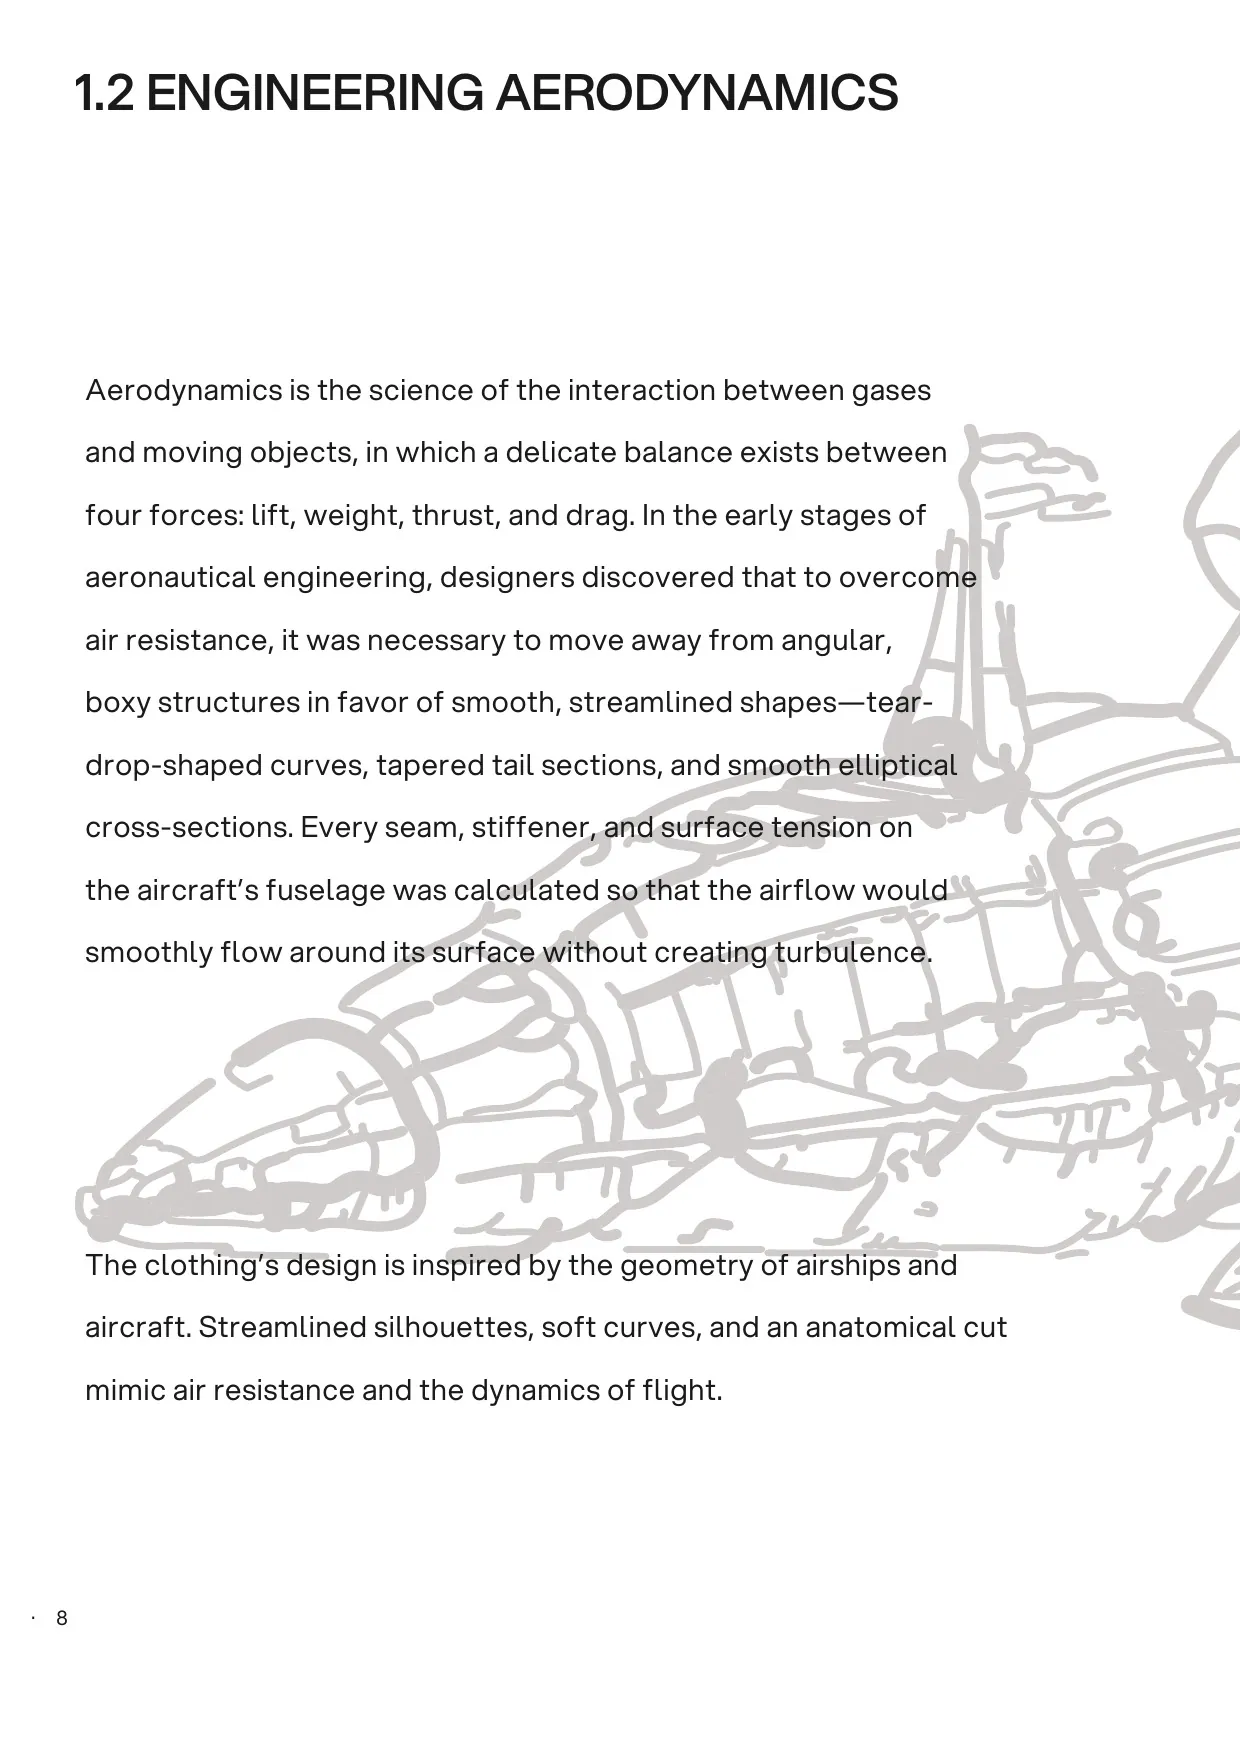 1.2 ENGINEERING AERODYNAMICS
Aerodynamics is the science of the interaction between gases
and moving objects, in which a delicate balance exists between
four forces: lift, weight, thrust, and drag. In the early stages of
aeronautical engineering, designers discovered that to overcome
air resistance, it was necessary to move away from angular,
boxy structures in favor of smooth, streamlined shapes—tear-
drop-shaped curves, tapered tail sections, and smooth elliptical
cross-sections. Every seam, stiffener, and surface tension on
the aircraft’s fuselage was calculated so that the airflow would
smoothly flow around its surface without creating turbulence.
The clothing’s design is inspired by the geometry of airships and
aircraft. Streamlined silhouettes, soft curves, and an anatomical cut
mimic air resistance and the dynamics of flight.
· 8